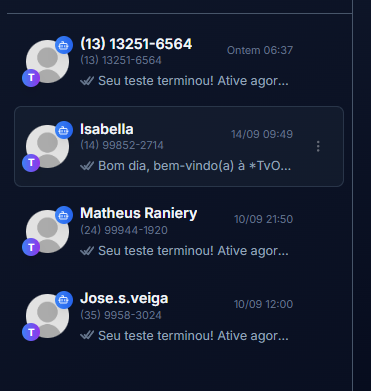 (13) 13251-6564
Ontem 06:37
(13) 13251-6564
Seu teste terminou! Ative agor...
T
Isabella
14/09 09:49
(14) 99852-2714
Bom dia, bem-vindo(a) à *TvO...
T
Matheus Raniery
10/09 21:50
(24) 99944-1920
Seu teste terminou! Ative agor...
T
Jose.s.veiga
10/09 12:00
(35) 9958-3024
Seu teste terminou! Ative agor...
T